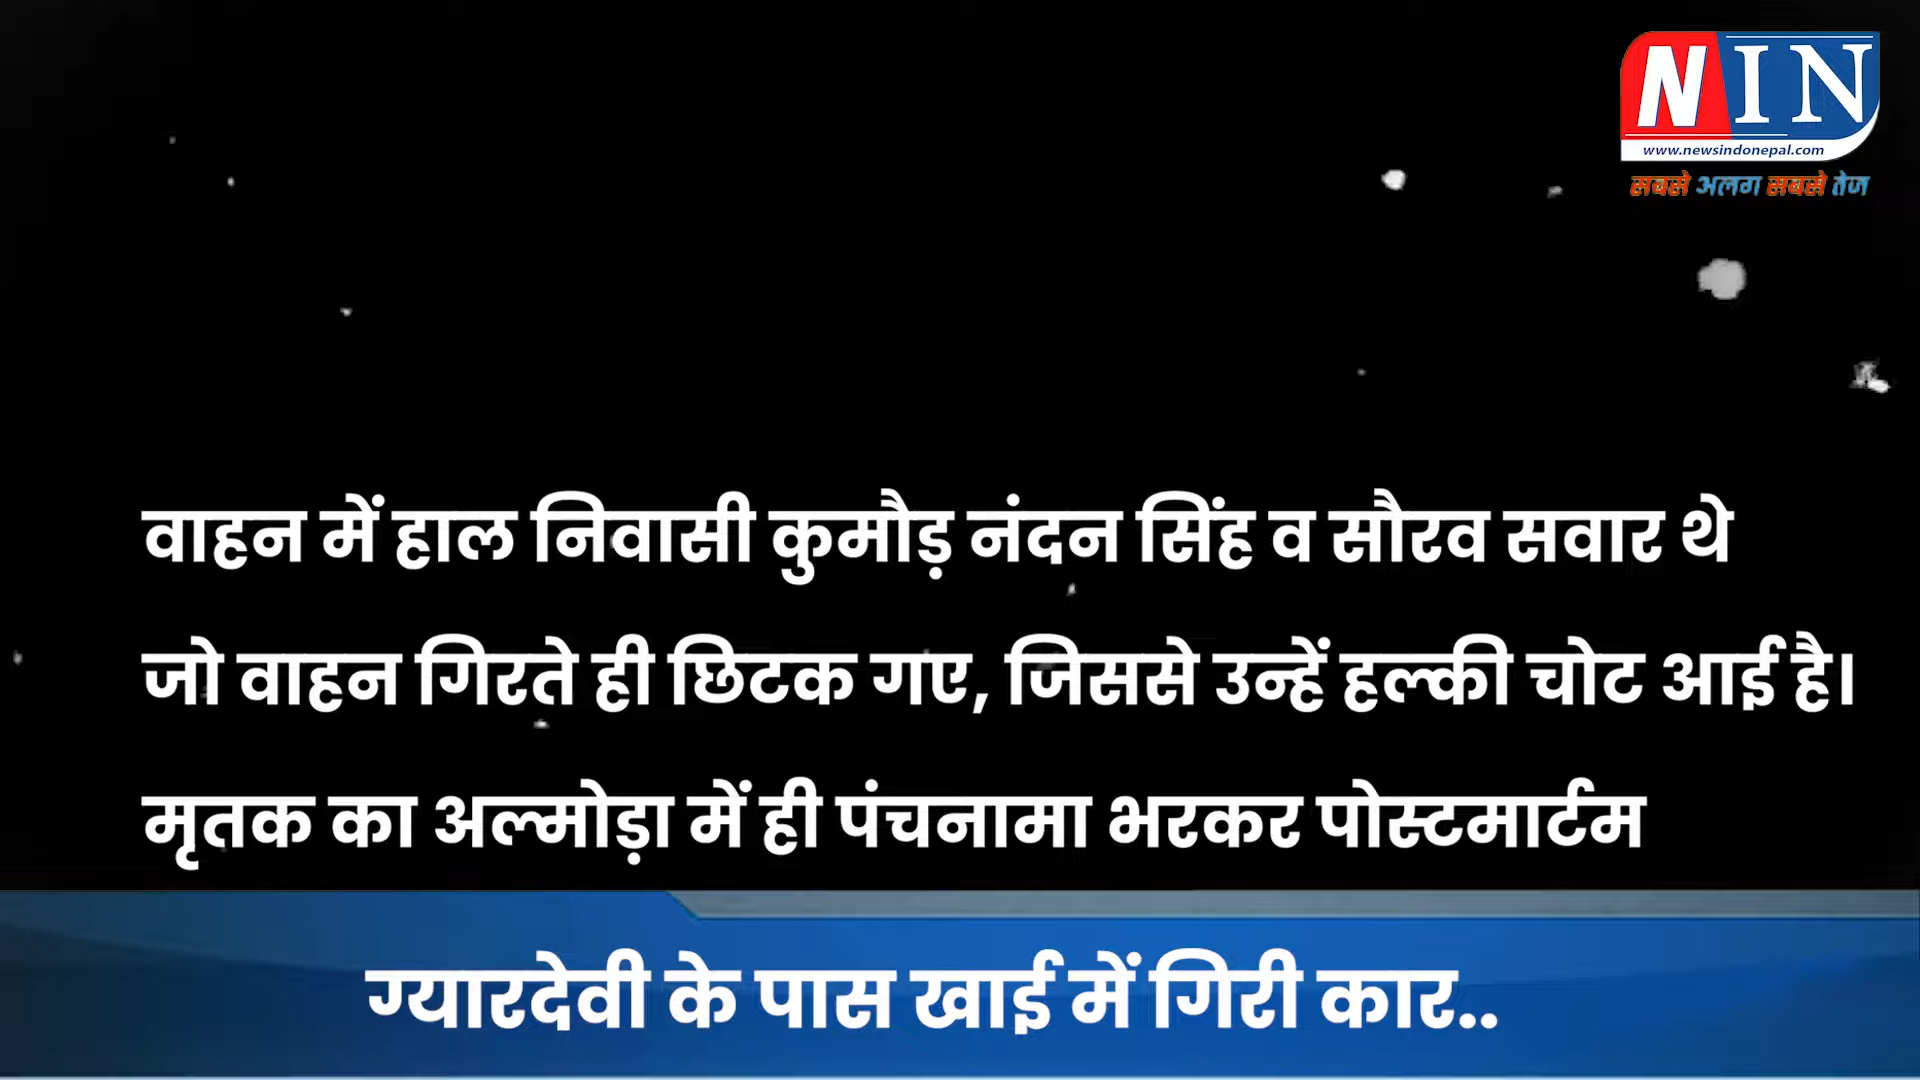 NIN
www.newsindonepal.com
सबसे अलग सबसे तेज
वाहन में हाल निवासी कुमौड़ नंदन सिंह व सौरव सवार थे
जो वाहन गिरते ही छिटक गए, जिससे उन्हें हल्की चोट आई है।
मृतक का अल्मोड़ा में ही पंचनामा भरकर पोस्टमार्टम
ग्यारदेवी के पास खाई में गिरी कार..